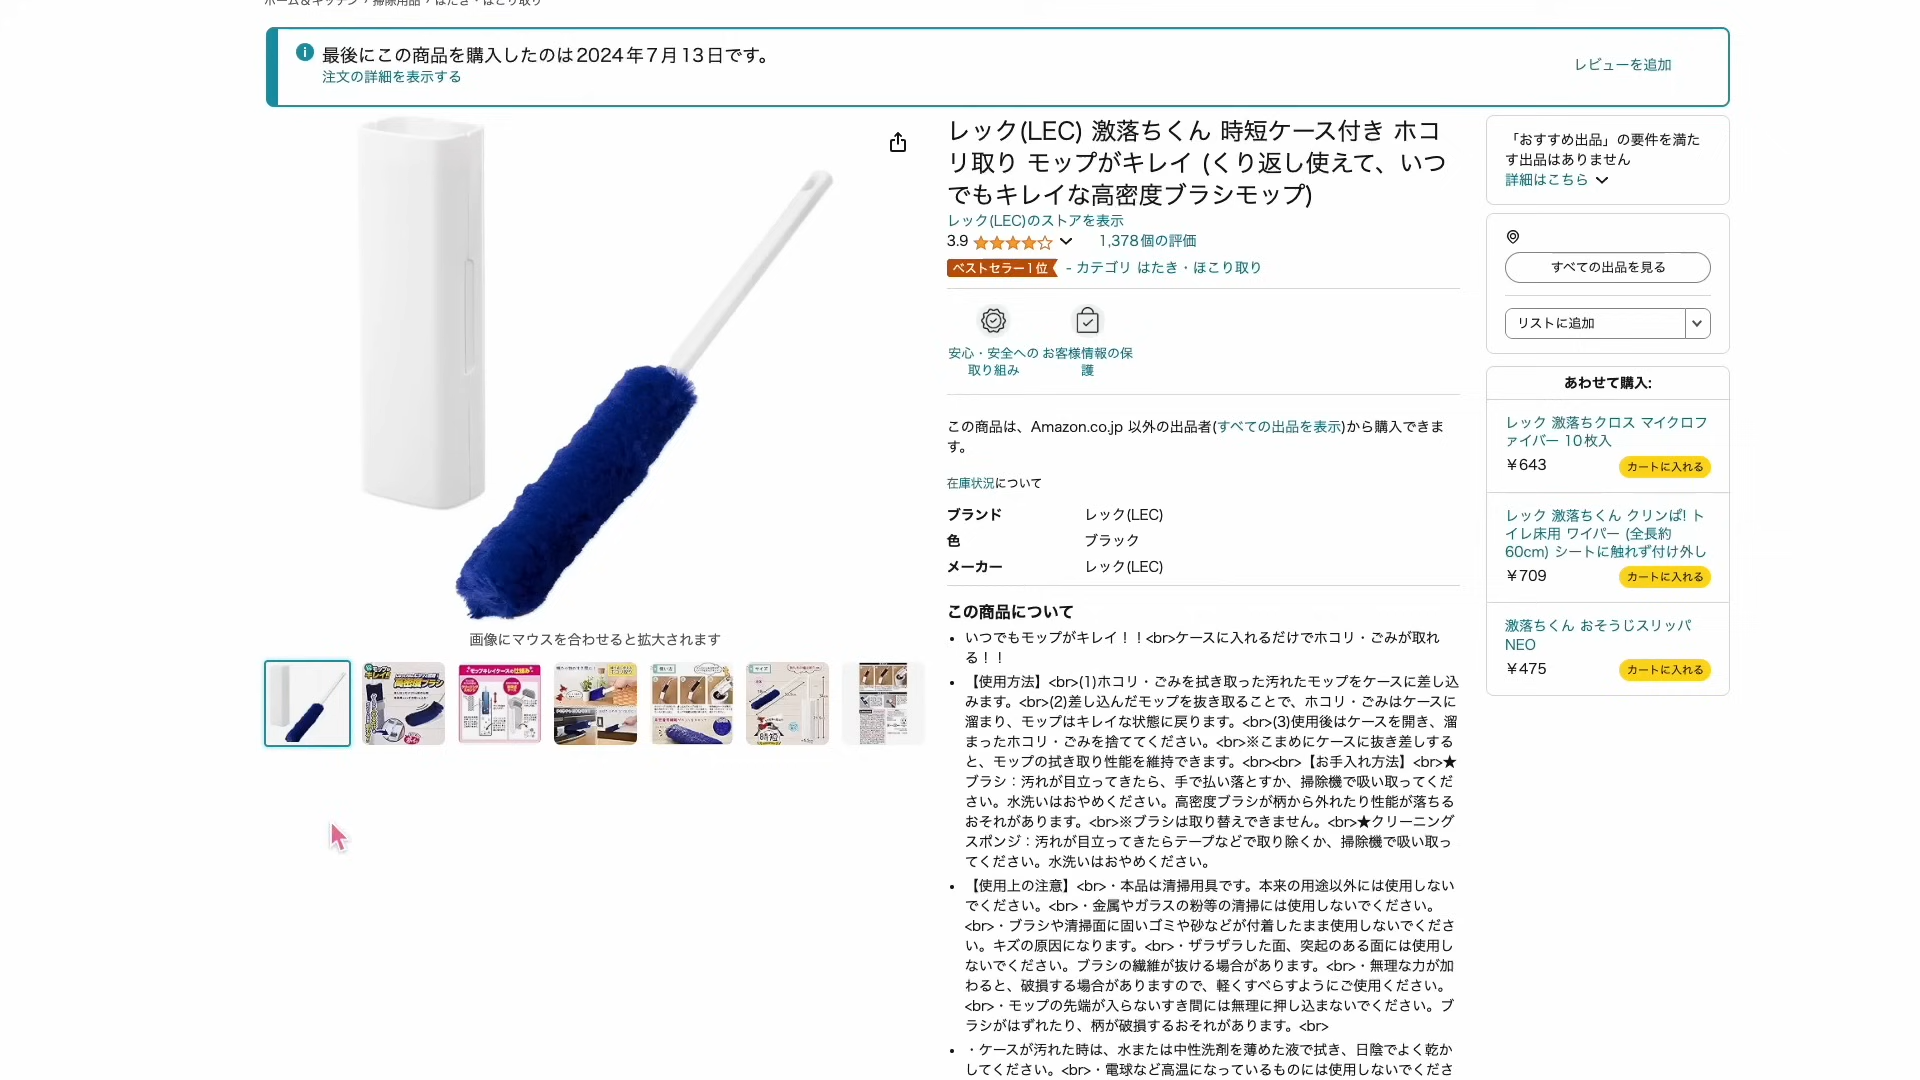 ホーム＆キッチン › 掃除用品 › はたき・ほこり取り
最後にこの商品を購入したのは2024年7月13日です。
注文の詳細を表示する
レビューを追加
画像にマウスを合わせると拡大されます
レック(LEC) 激落ちくん 時短ケース付き ホコ
リ取り モップがキレイ (くり返し使えて、いつ
でもキレイな高密度ブラシモップ)
レック(LEC)のストアを表示
3.9 1,378個の評価
ベストセラー1位 - カテゴリ はたき・ほこり取り
安心・安全への
取り組み
お客様情報の保
護
この商品は、Amazon.co.jp 以外の出品者(すべての出品を表示)から購入できま
す。
在庫状況について
ブランド レック(LEC)
色 ブラック
メーカー レック(LEC)
この商品について
• いつでもモップがキレイ！！<br>ケースに入れるだけでホコリ・ごみが取れ
る！！
• 【使用方法】<br>(1)ホコリ・ごみを拭き取った汚れたモップをケースに差し込
みます。<br>(2)差し込んだモップを抜き取ることで、ホコリ・ごみはケースに
溜まり、モップはキレイな状態に戻ります。<br>(3)使用後はケースを開き、溜
まったホコリ・ごみを捨ててください。<br>※こまめにケースに抜き差しする
と、モップの拭き取り性能を維持できます。<br><br>【お手入れ方法】<br>★
ブラシ：汚れが目立ってきたら、手で払い落とすか、掃除機で吸い取ってくだ
さい。水洗いはおやめください。高密度ブラシが柄から外れたり性能が落ちる
おそれがあります。<br>※ブラシは取り替えできません。<br>★クリーニング
スポンジ：汚れが目立ってきたらテープなどで取り除くか、掃除機で吸い取っ
てください。水洗いはおやめください。
• 【使用上の注意】<br>・本品は清掃用具です。本来の用途以外には使用しない
でください。<br>・金属やガラスの粉等の清掃には使用しないでください。
<br>・ブラシや清掃面に固いゴミや砂などが付着したまま使用しないでくださ
い。キズの原因になります。<br>・ザラザラした面、突起のある面には使用し
ないでください。ブラシの繊維が抜ける場合があります。<br>・無理な力が加
わると、破損する場合がありますので、軽くすべらすようにご使用ください。
<br>・モップの先端が入らないすき間には無理に押し込まないでください。ブ
ラシがはずれたり、柄が破損するおそれがあります。<br>
• ・ケースが汚れた時は、水または中性洗剤を薄めた液で拭き、日陰でよく乾か
してください。<br>・電球など高温になっているものには使用しないでくださ
「おすすめ出品」の要件を満た
す出品はありません
詳細はこちら
すべての出品を見る
リストに追加
あわせて購入:
レック 激落ちクロス マイクロフ
ァイバー 10枚入
￥643 カートに入れる
レック 激落ちくん クリンぱ! ト
イレ床用 ワイパー (全長約
60cm) シートに触れず付け外し
￥709 カートに入れる
激落ちくん おそうじスリッパ
NEO
￥475 カートに入れる